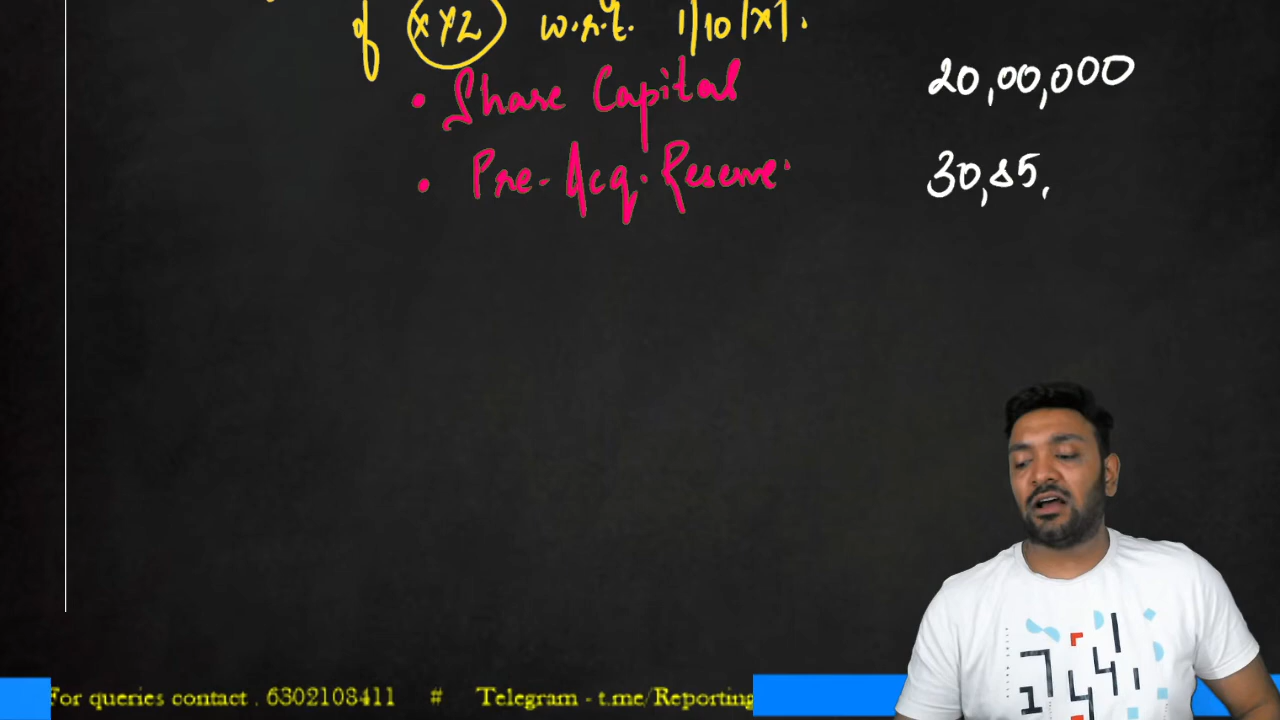 of XYZ w.r.t. 1/10/X1.
• Share Capital 20,00,000
• Pre-Acq. Reserve. 30,85,
For queries contact . 6302108411 # Telegram - t.me/Reporting